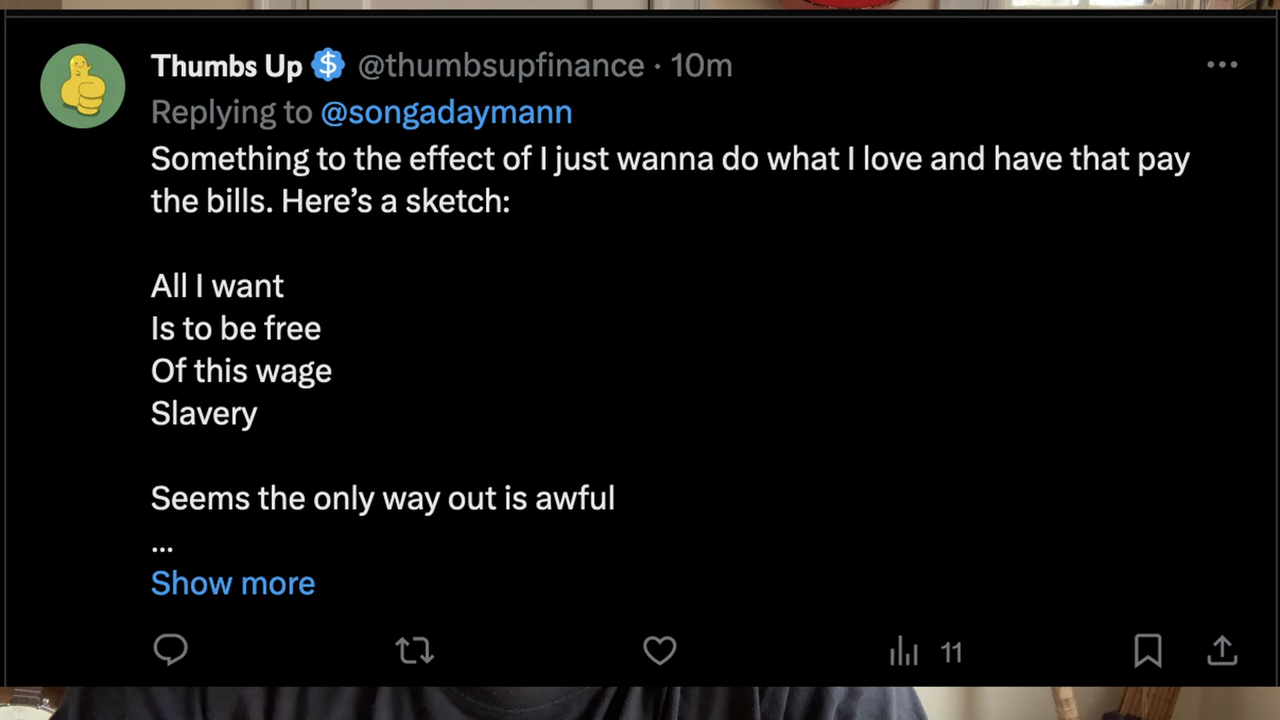 Thumbs Up $ @thumbsupfinance · 10m
Replying to @songadaymann
Something to the effect of I just wanna do what I love and have that pay
the bills. Here’s a sketch:
All I want
Is to be free
Of this wage
Slavery
Seems the only way out is awful
...
Show more
11